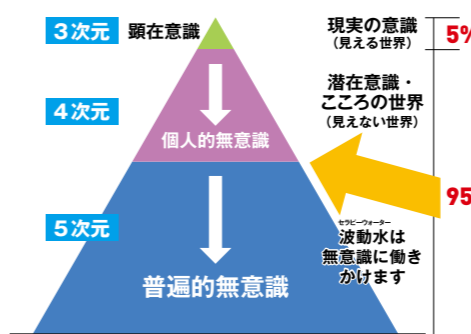 3次元
顕在意識
現実の意識
(見える世界)
5%
4次元
個人的無意識
潜在意識・
こころの世界
(見えない世界)
95
5次元
普遍的無意識
セラピーウォーター
波動水は
無意識に働き
かけます